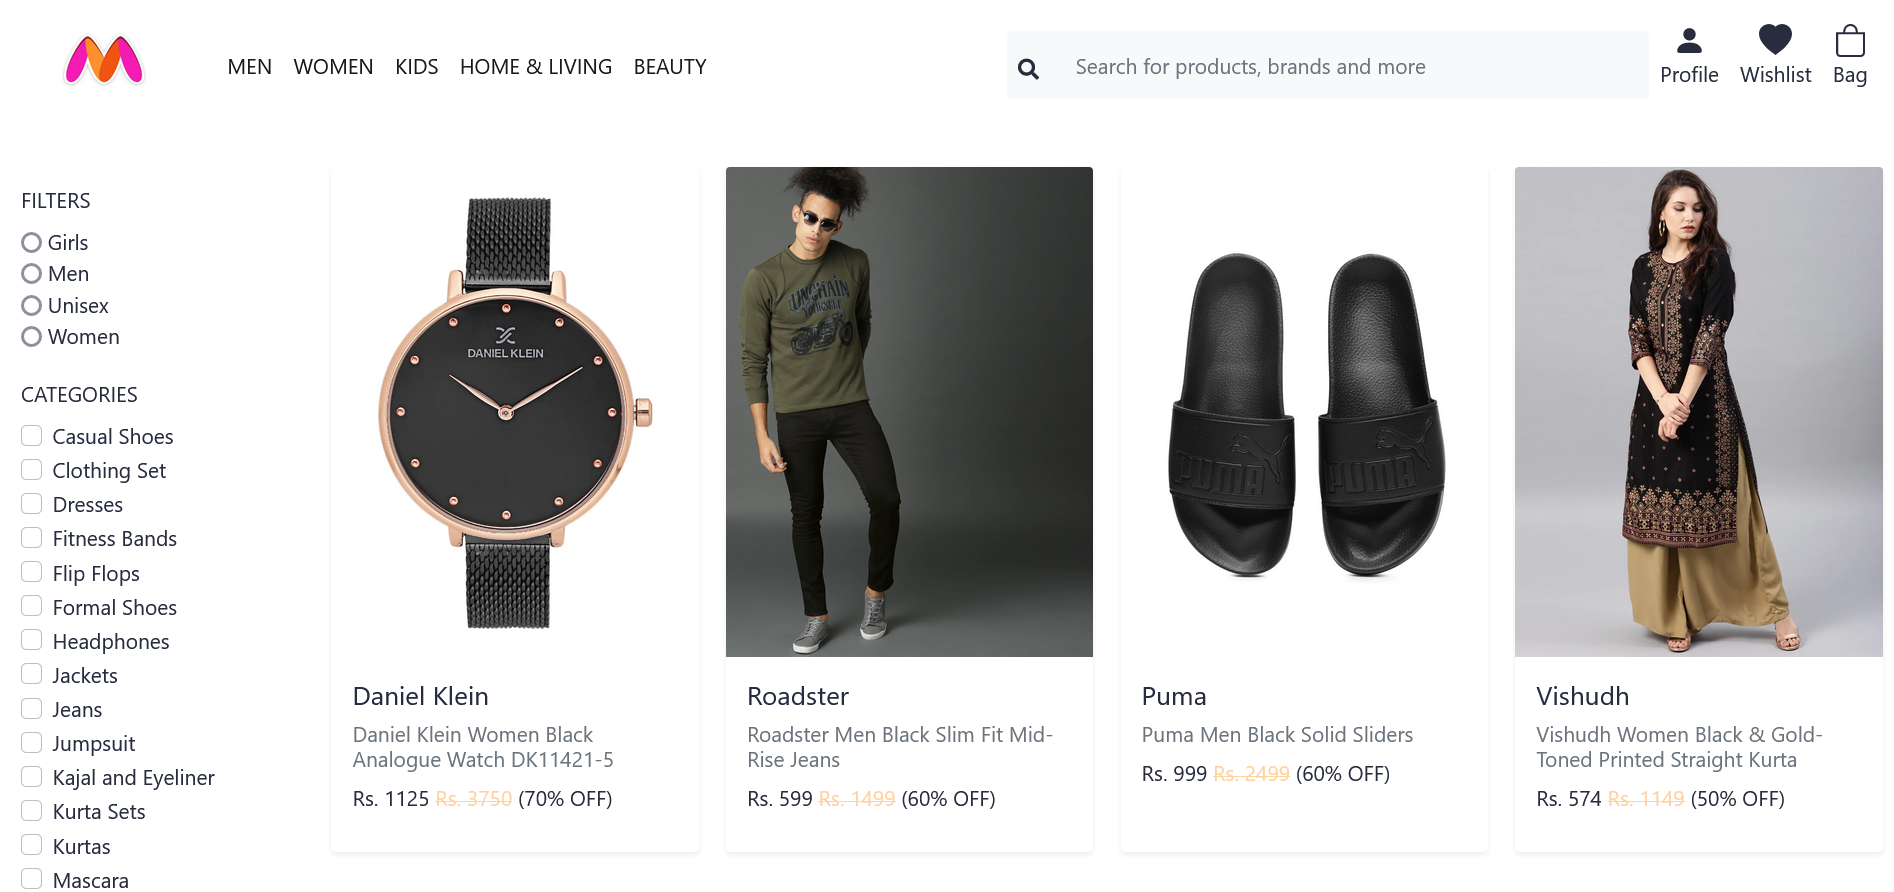 MEN WOMEN KIDS HOME & LIVING BEAUTY
Search for products, brands and more
Profile Wishlist Bag
FILTERS
Girls
Men
Unisex
Women
CATEGORIES
Casual Shoes
Clothing Set
Dresses
Fitness Bands
Flip Flops
Formal Shoes
Headphones
Jackets
Jeans
Jumpsuit
Kajal and Eyeliner
Kurta Sets
Kurtas
Mascara
DANIEL KLEIN
Daniel Klein
Daniel Klein Women Black
Analogue Watch DK11421-5
Rs. 1125 Rs. 3750 (70% OFF)
UNCHAIN
YOURSELF
Roadster
Roadster Men Black Slim Fit Mid-
Rise Jeans
Rs. 599 Rs. 1499 (60% OFF)
PUMA
PUMA
Puma
Puma Men Black Solid Sliders
Rs. 999 Rs. 2499 (60% OFF)
Vishudh
Vishudh Women Black & Gold-
Toned Printed Straight Kurta
Rs. 574 Rs. 1149 (50% OFF)